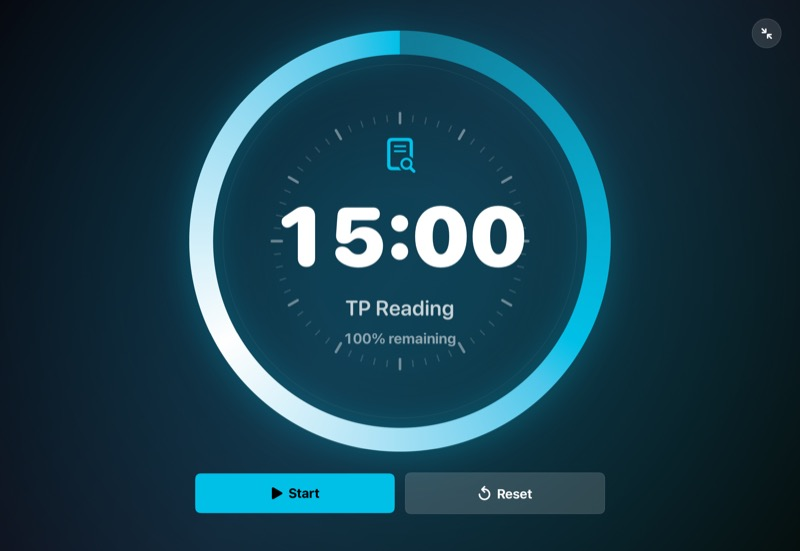 15:00
TP Reading
100% remaining
Start
Reset